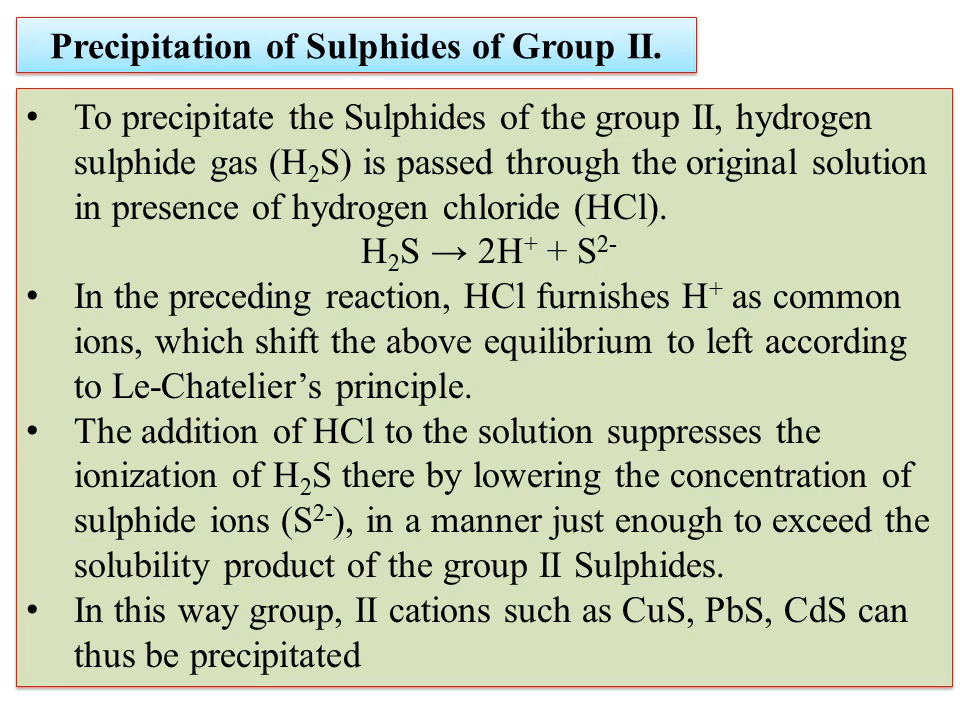 Precipitation of Sulphides of Group II.
• To precipitate the Sulphides of the group II, hydrogen
sulphide gas (H₂S) is passed through the original solution
in presence of hydrogen chloride (HCl).
H₂S → 2H⁺ + S²⁻
• In the preceding reaction, HCl furnishes H⁺ as common
ions, which shift the above equilibrium to left according
to Le-Chatelier’s principle.
• The addition of HCl to the solution suppresses the
ionization of H₂S there by lowering the concentration of
sulphide ions (S²⁻), in a manner just enough to exceed the
solubility product of the group II Sulphides.
• In this way group, II cations such as CuS, PbS, CdS can
thus be precipitated